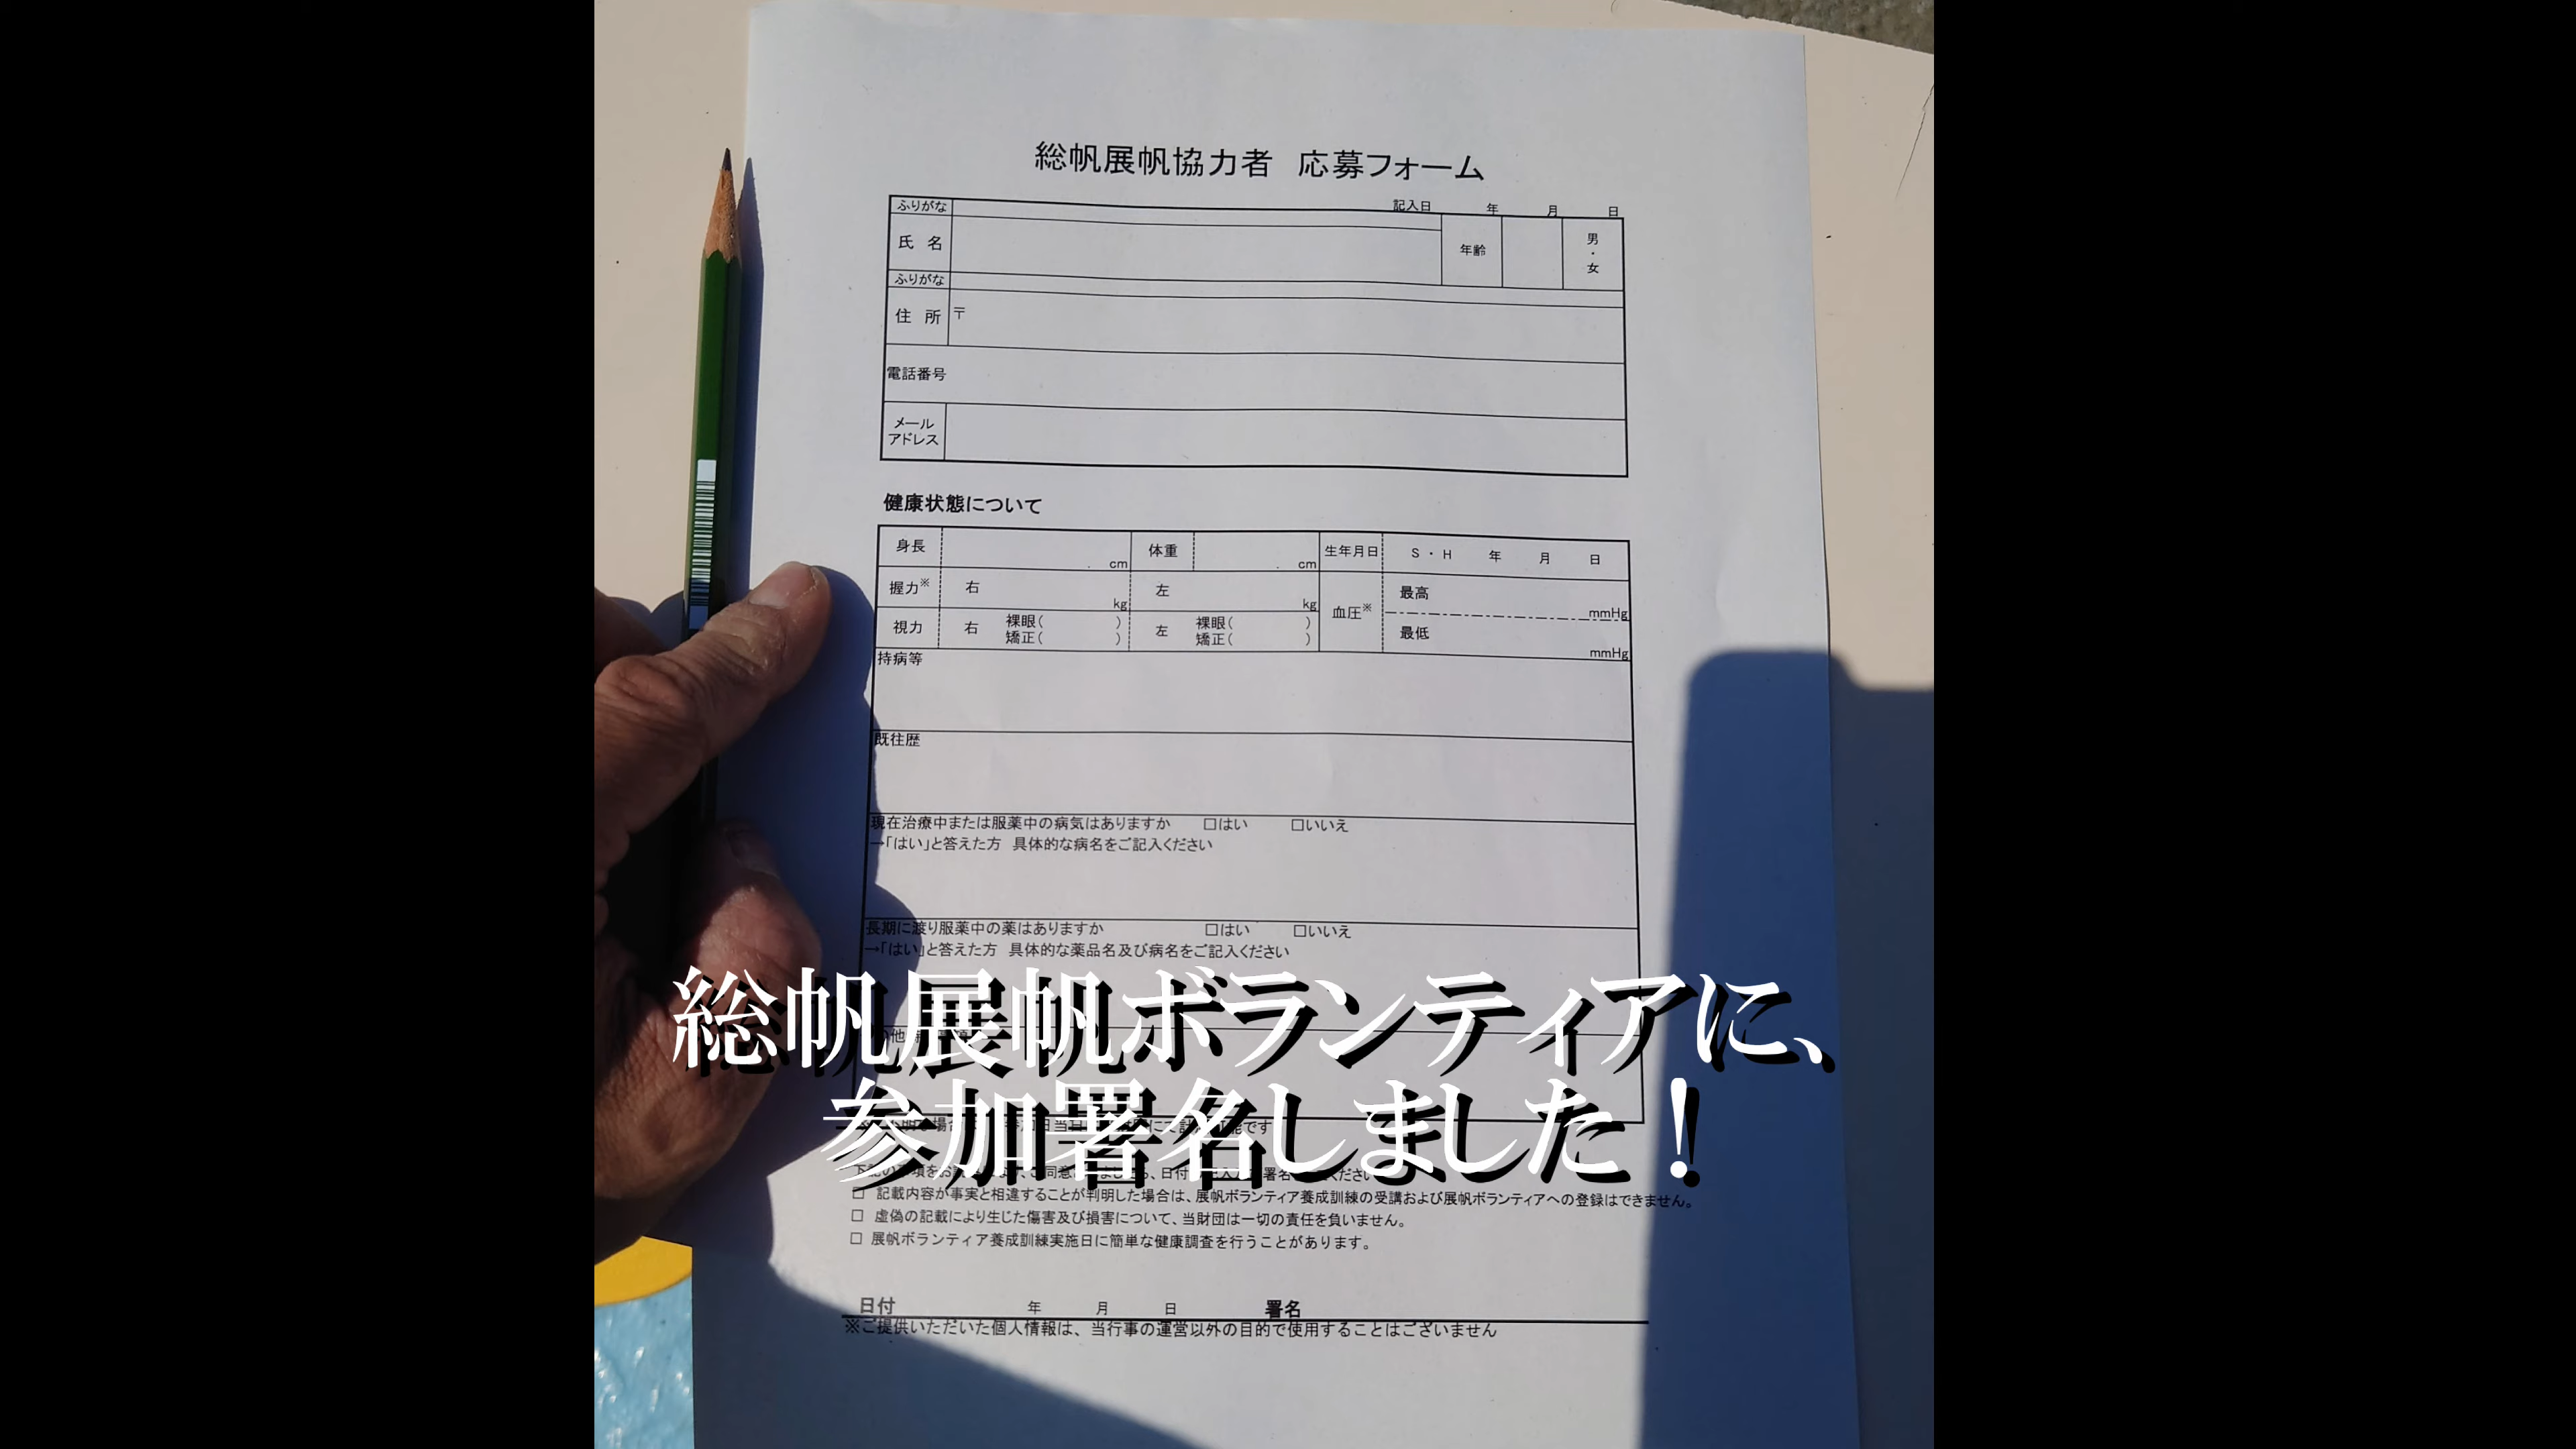 総帆展帆協力者　応募フォーム
記入日　年　月　日
ふりがな
氏 名
年齢
男・女
ふりがな
住 所　〒
電話番号
メール
アドレス
健康状態について
身長　.　cm　体重　.　cm　生年月日　S・H　年　月　日
握力※　右　kg　左　kg　血圧※　最高　mmHg
視力　右　裸眼(　)　左　裸眼(　)　最低　mmHg
矯正(　)　矯正(　)
持病等
既往歴
現在治療中または服薬中の病気はありますか　□はい　□いいえ
→「はい」と答えた方　具体的な病名をご記入ください
長期に渡り服薬中の薬はありますか　□はい　□いいえ
→「はい」と答えた方　具体的な薬品名及び病名をご記入ください
総帆展帆ボランティアに、
参加署名しました！
□　記載内容が事実と相違することが判明した場合は、展帆ボランティア養成訓練の受講および展帆ボランティアへの登録はできません。
□　虚偽の記載により生じた傷害及び損害について、当財団は一切の責任を負いません。
□　展帆ボランティア養成訓練実施日に簡単な健康調査を行うことがあります。
日付　年　月　日　署名
※ご提供いただいた個人情報は、当行事の運営以外の目的で使用することはございません